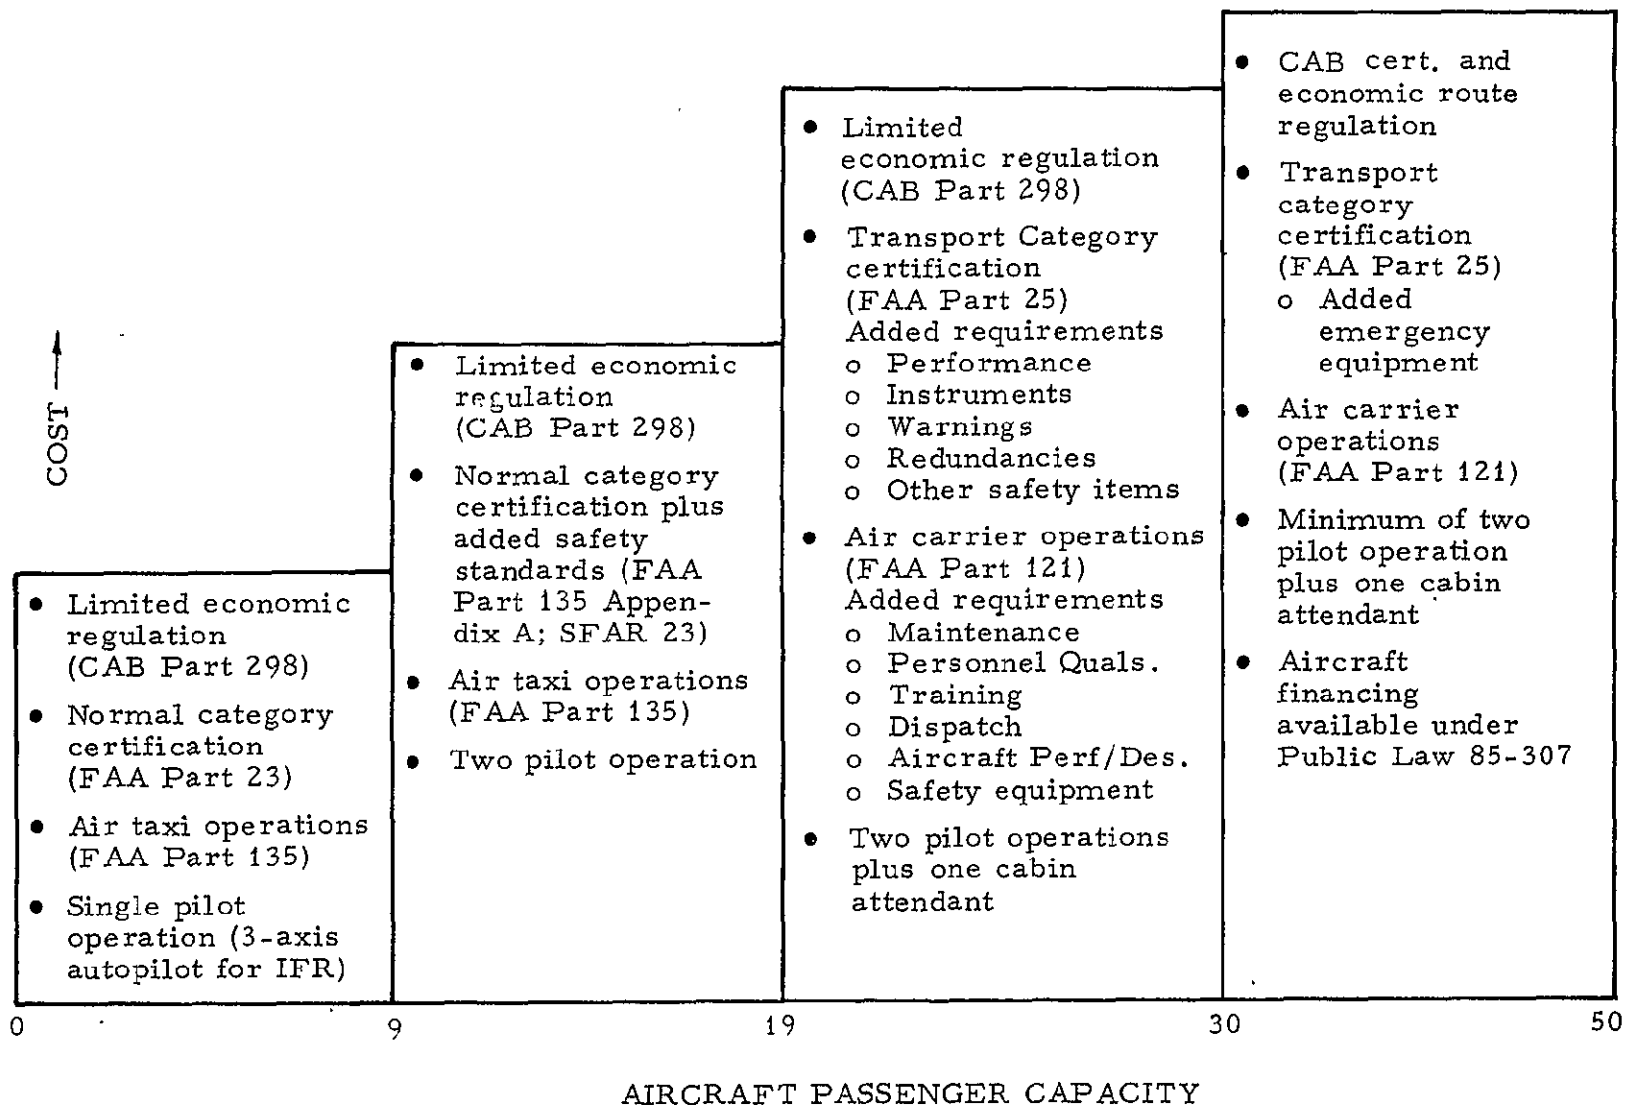 COST
● Limited economic
regulation
(CAB Part 298)
● Normal category
certification
(FAA Part 23)
● Air taxi operations
(FAA Part 135)
● Single pilot
operation (3-axis
autopilot for IFR)
● Limited economic
regulation
(CAB Part 298)
● Normal category
certification plus
added safety
standards (FAA
Part 135 Appen-
dix A; SFAR 23)
● Air taxi operations
(FAA Part 135)
● Two pilot operation
● Limited
economic regulation
(CAB Part 298)
● Transport Category
certification
(FAA Part 25)
Added requirements
o Performance
o Instruments
o Warnings
o Redundancies
o Other safety items
● Air carrier operations
(FAA Part 121)
Added requirements
o Maintenance
o Personnel Quals.
o Training
o Dispatch
o Aircraft Perf/Des.
o Safety equipment
● Two pilot operations
plus one cabin
attendant
● CAB cert. and
economic route
regulation
● Transport
category
certification
(FAA Part 25)
o Added
emergency
equipment
● Air carrier
operations
(FAA Part 121)
● Minimum of two
pilot operation
plus one cabin
attendant
● Aircraft
financing
available under
Public Law 85-307
0 9 19 30 50
AIRCRAFT PASSENGER CAPACITY